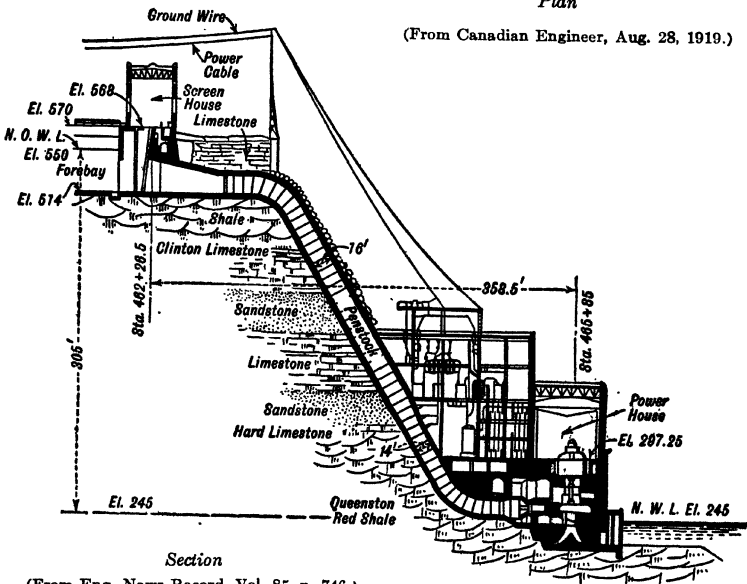 Plan
(From Canadian Engineer, Aug. 28, 1919.)
Ground Wire
Power
Cable
El. 568
Screen
House
El. 570
Limestone
N. O. W. L.
El. 550
Forebay
El. 514
Shale
Clinton Limestone
16'
358.5'
Sta. 462+26.5
Sta. 465+85
Sandstone
Penstock
305'
Limestone
Sandstone
Power
House
Hard Limestone
El. 297.25
14'
El. 245
Queenston
Red Shale
N. W. L. El. 245
Section
(From Eng. News Record, Vol. 85, p. 746.)